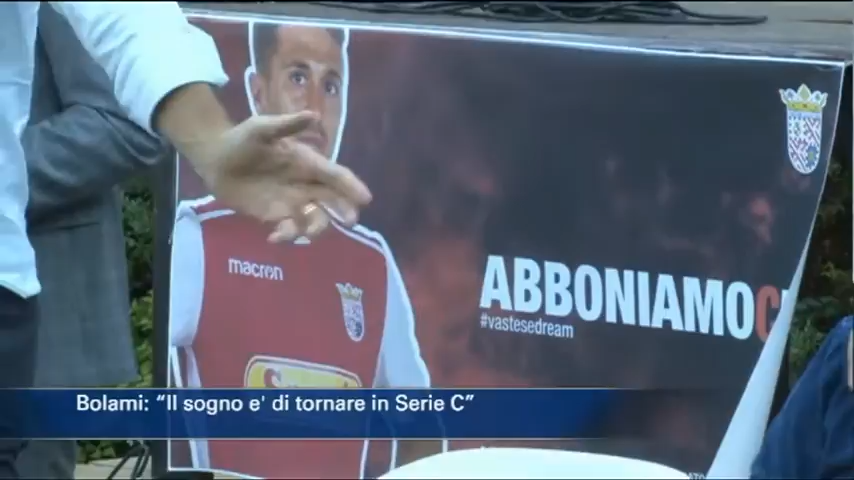 macron
ABBONIAMOC
#vastesedream
Bolami: “Il sogno e' di tornare in Serie C”